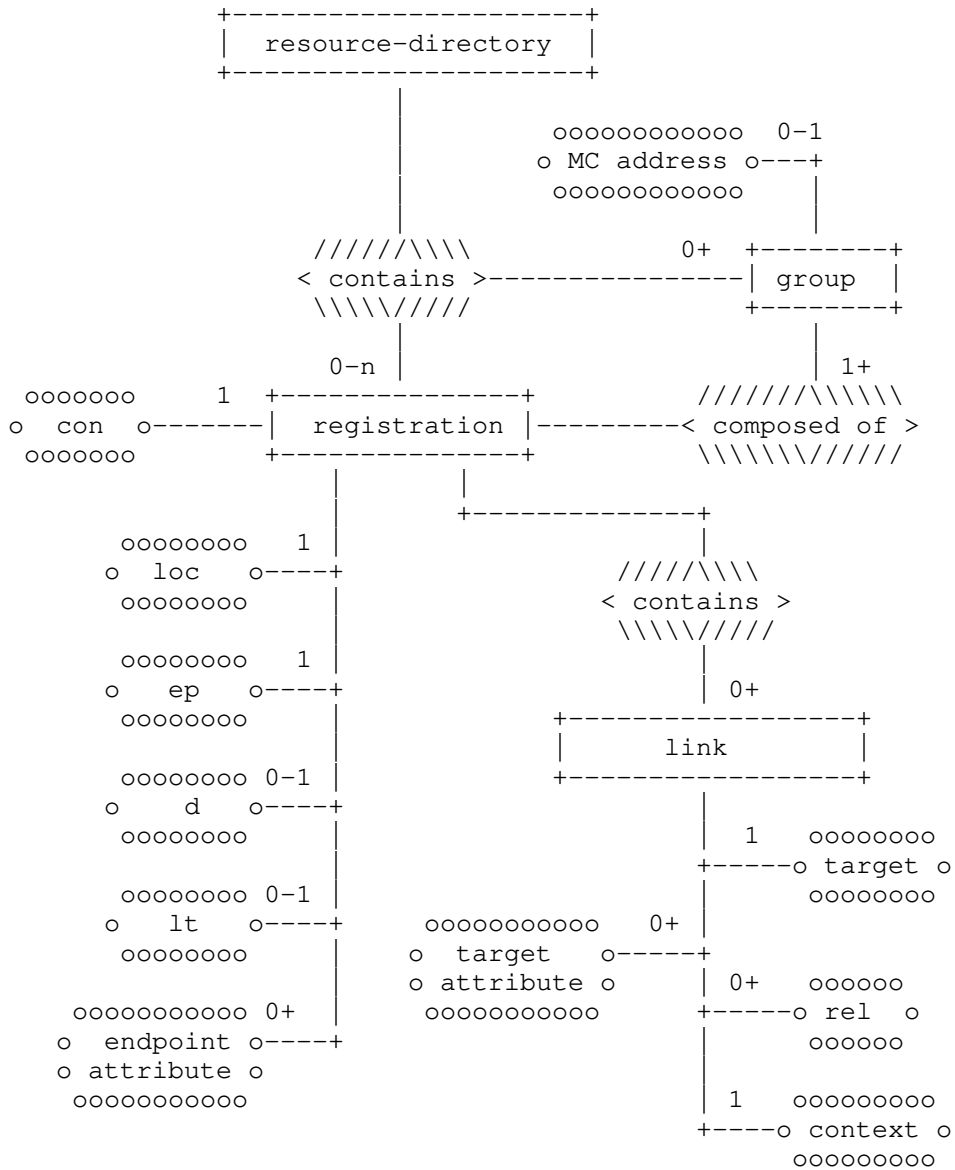 +----------------------+
|  resource-directory  |
+----------------------+
           |
           |
           |        oooooooooooo  0-1
           |       o MC address o---+
           |        oooooooooooo    |
           |                        |
      //////\\\\            0+  +--------+
     < contains >----------------| group  |
      \\\\\/////                +--------+
           |                        |
      0-n  |                        | 1+
ooooooo     1  +---------------+         ///////\\\\\\
o  con   o-------|  registration |---------< composed of >
ooooooo        +---------------+         \\\\\\\//////
                   |       |
                   |       +--------------+
     oooooooo   1  |                      |
    o  loc   o----+                 /////\\\\
     oooooooo      |               < contains >
                   |                \\\\\/////
     oooooooo   1  |                      |
    o   ep   o----+                       | 0+
     oooooooo      |             +------------------+
                   |             |       link       |
     oooooooo 0-1  |             +------------------+
    o    d   o----+                       |
     oooooooo      |                      |  1   oooooooo
                   |                      +-----o target o
     oooooooo 0-1  |                      |      oooooooo
    o   lt   o----+     ooooooooooo   0+  |
     oooooooo      |   o  target   o-----+
                   |   o attribute o      | 0+   oooooo
  ooooooooooo 0+   |    ooooooooooo       +-----o rel  o
 o  endpoint o----+                       |      oooooo
 o attribute o                            |
  ooooooooooo                             | 1   ooooooooo
                                          +----o context o
                                                ooooooooo